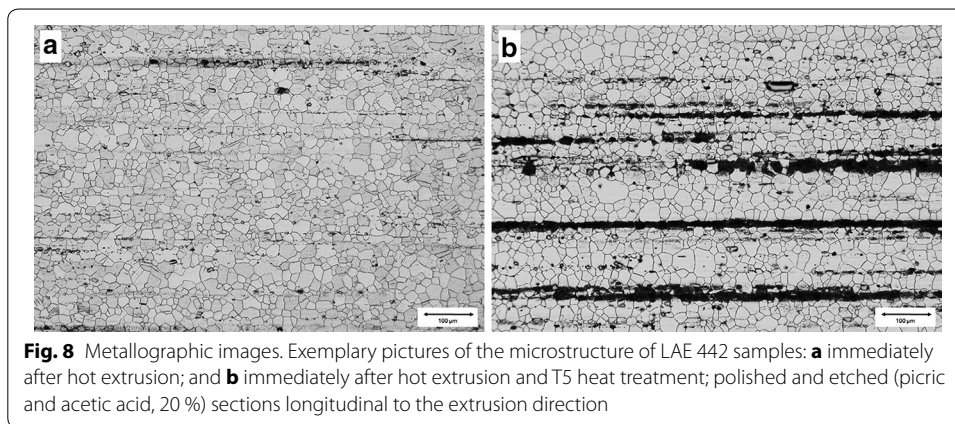 a
b
100 µm
100 µm
Fig. 8 Metallographic images. Exemplary pictures of the microstructure of LAE 442 samples: a immediately
after hot extrusion; and b immediately after hot extrusion and T5 heat treatment; polished and etched (picric
and acetic acid, 20 %) sections longitudinal to the extrusion direction